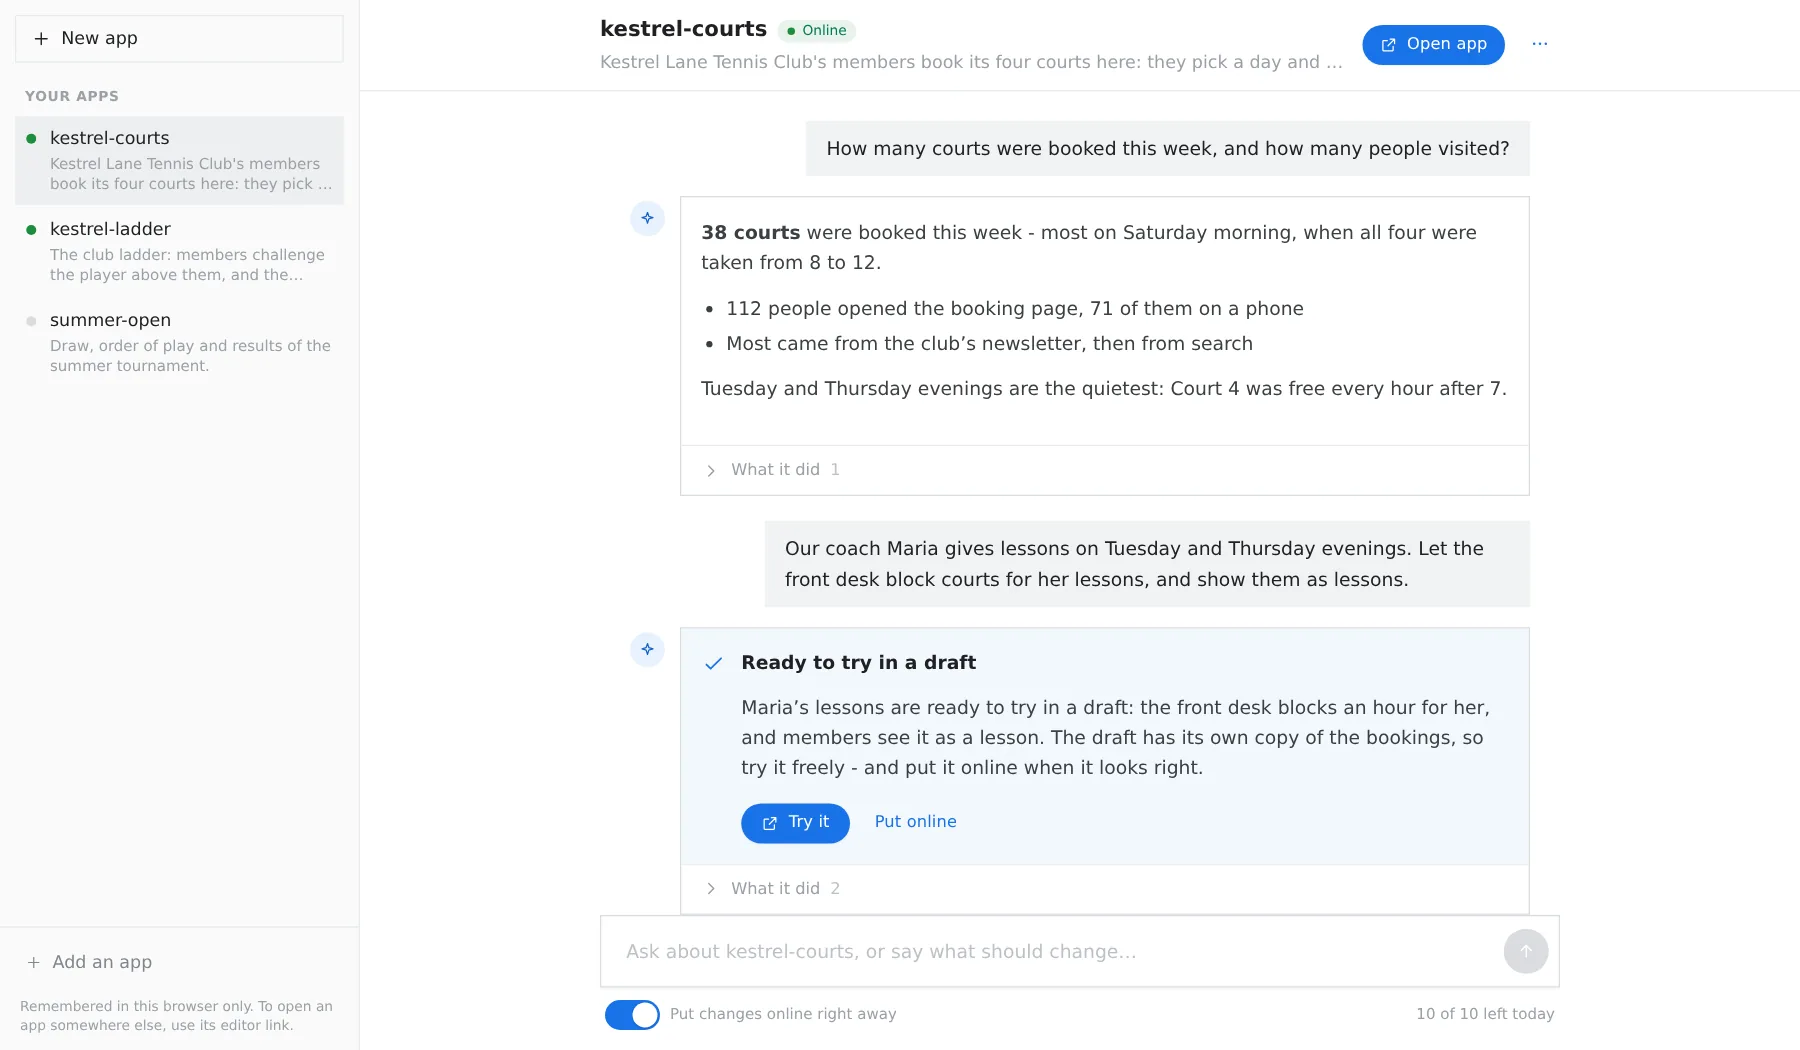 New app
YOUR APPS
kestrel-courts
Kestrel Lane Tennis Club's members
book its four courts here: they pick ...
kestrel-ladder
The club ladder: members challenge
the player above them, and the...
summer-open
Draw, order of play and results of the
summer tournament.
+ Add an app
Remembered in this browser only. To open an
app somewhere else, use its editor link.
kestrel-courts
Online
Kestrel Lane Tennis Club's members book its four courts here: they pick a day and ...
Open app
How many courts were booked this week, and how many people visited?
38 courts were booked this week - most on Saturday morning, when all four were
taken from 8 to 12.
• 112 people opened the booking page, 71 of them on a phone
• Most came from the club’s newsletter, then from search
Tuesday and Thursday evenings are the quietest: Court 4 was free every hour after 7.
What it did 1
Our coach Maria gives lessons on Tuesday and Thursday evenings. Let the
front desk block courts for her lessons, and show them as lessons.
Ready to try in a draft
Maria’s lessons are ready to try in a draft: the front desk blocks an hour for her,
and members see it as a lesson. The draft has its own copy of the bookings, so
try it freely - and put it online when it looks right.
Try it
Put online
What it did 2
Ask about kestrel-courts, or say what should change...
Put changes online right away
10 of 10 left today